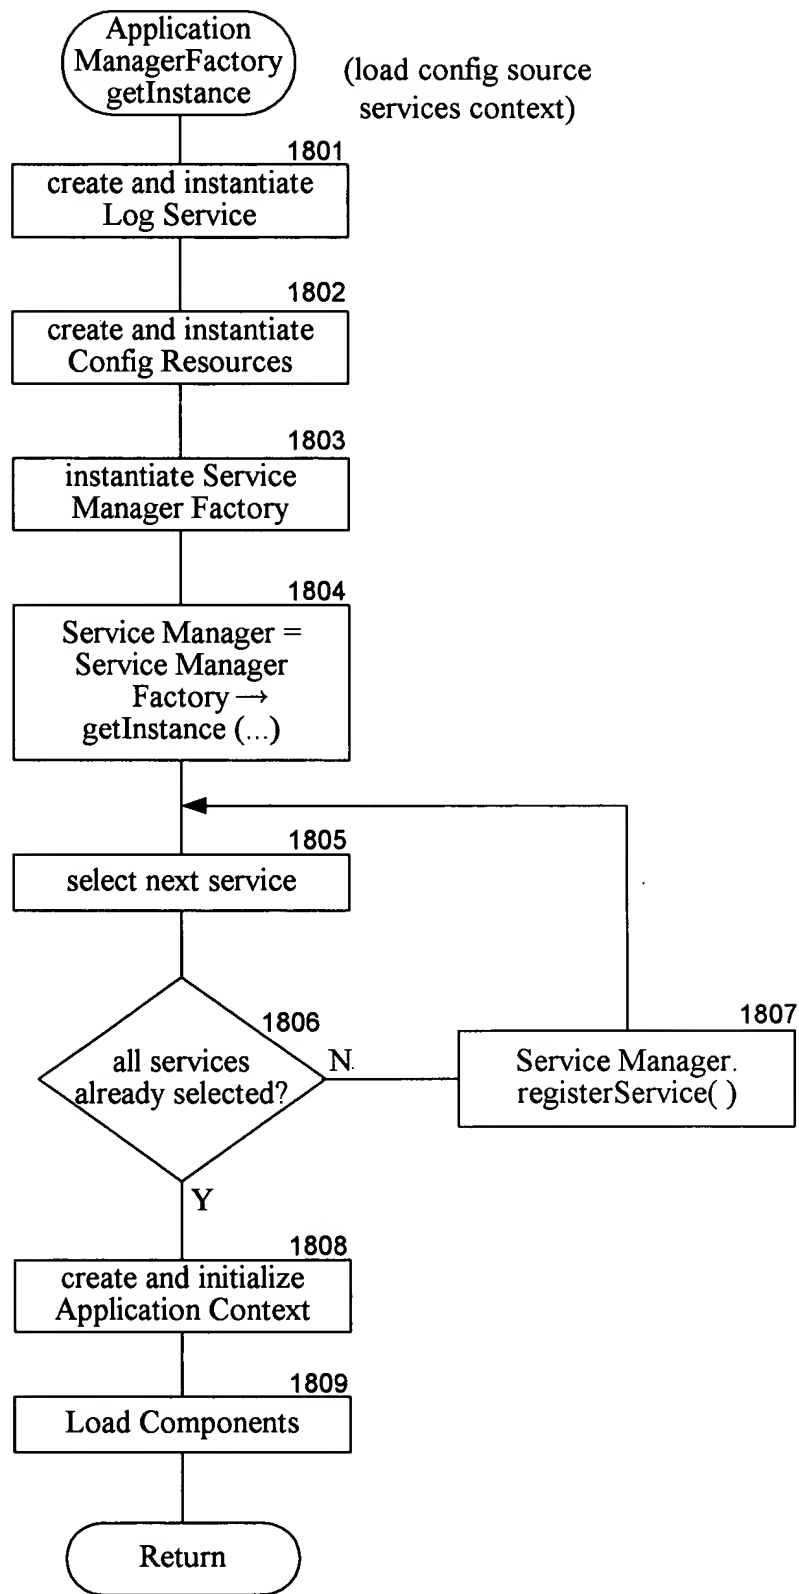 Application
ManagerFactory
getInstance
(load config source
services context)
1801
create and instantiate
Log Service
1802
create and instantiate
Config Resources
1803
instantiate Service
Manager Factory
1804
Service Manager =
Service Manager
Factory →
getInstance (...)
1805
select next service
1806
all services
already selected?
N
1807
Service Manager.
registerService( )
Y
1808
create and initialize
Application Context
1809
Load Components
Return